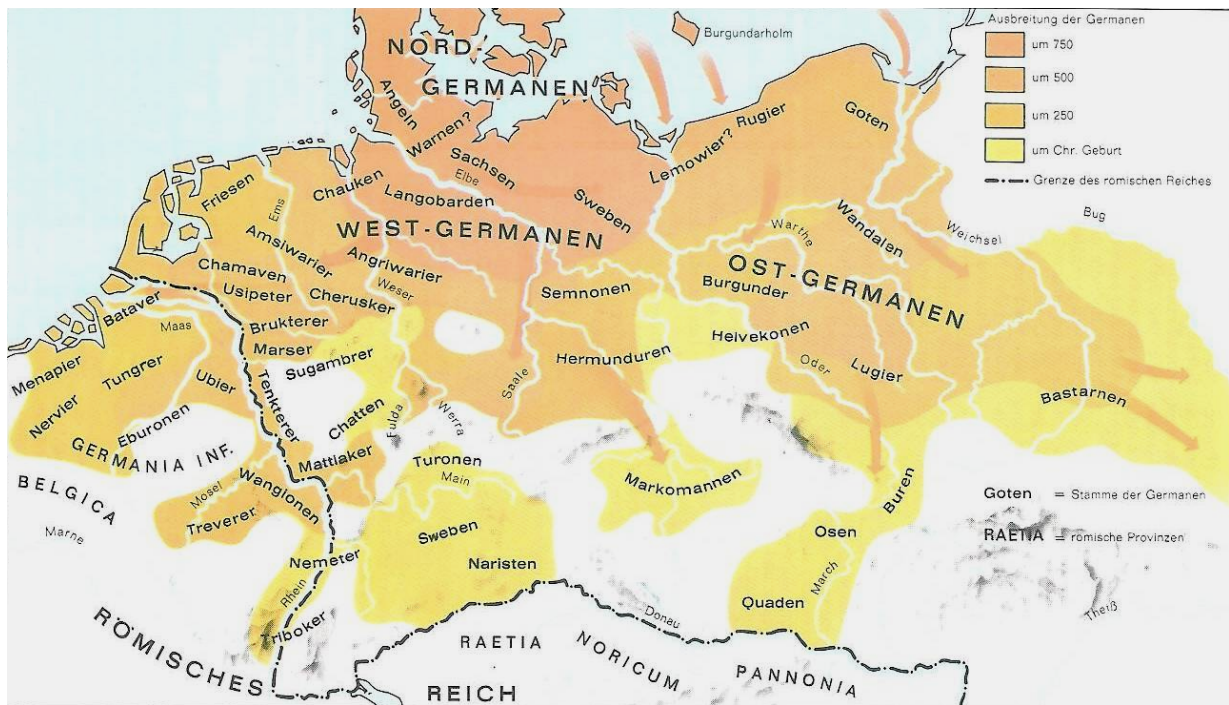 Ausbreitung der Germanen
um 750
um 500
um 250
um Chr. Geburt
Grenze des römischen Reiches
Burgundarholm
NORD-
GERMANEN
Angeln
Warnen?
Sachsen
Elbe
Lemowier?
Rugier
Goten
Friesen
Ems
Chauken
Langobarden
Sweben
WEST-GERMANEN
Amsiwarier
Angriwarier
Weser
Chamaven
Usipeter
Cherusker
Semnonen
Warthe
Wandalen
Weichsel
Bug
OST-GERMANEN
Burgunder
Bataver
Maas
Brukterer
Marser
Sugambrer
Helvekonen
Hermunduren
Oder
Lugier
Bastarnen
Menapier
Tungrer
Nervier
Ubier
Tenkterer
Eburonen
Chatten
Fulda
Werra
Saale
GERMANIA INF.
Mattiaker
Turonen
Main
Markomannen
Buren
BELGICA
Mosel
Wangionen
Treverer
Marne
Nemeter
Sweben
Naristen
Osen
March
Quaden
Rhein
Triboker
Donau
Goten = Stämme der Germanen
RAETIA = römische Provinzen
Theiß
RÖMISCHES
REICH
RAETIA
NORICUM
PANNONIA